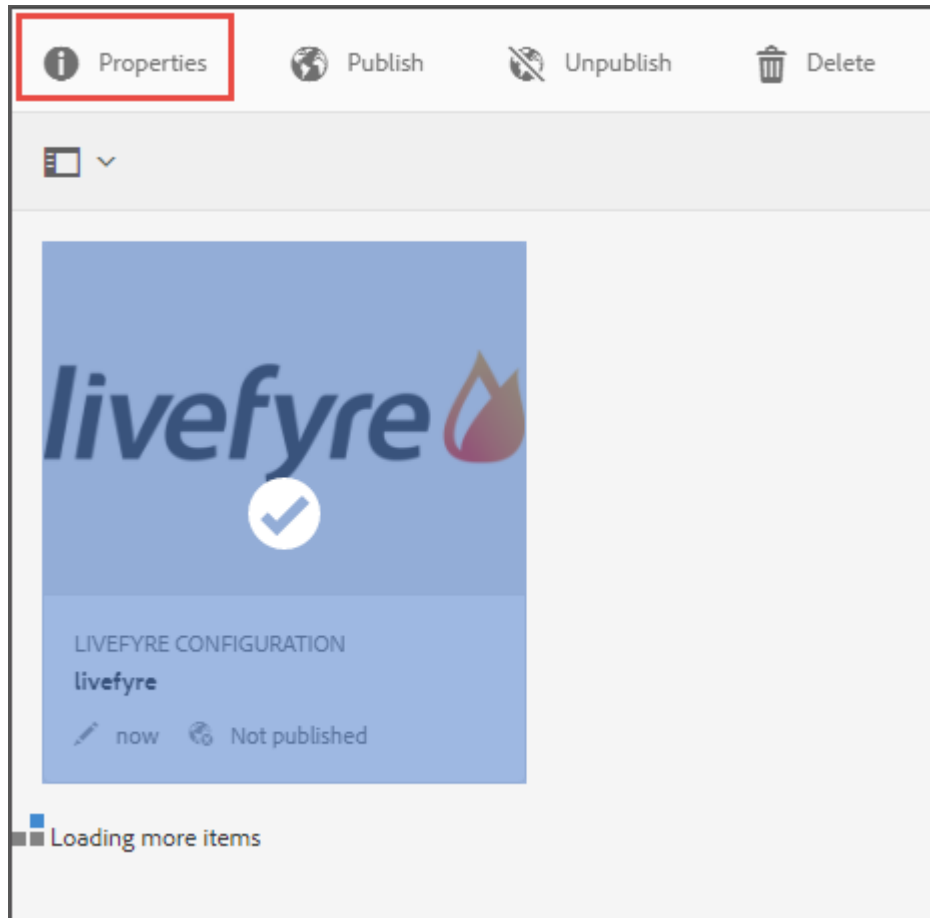 Properties Publish Unpublish Delete
livefyre
LIVEFYRE CONFIGURATION
livefyre
now Not published
Loading more items